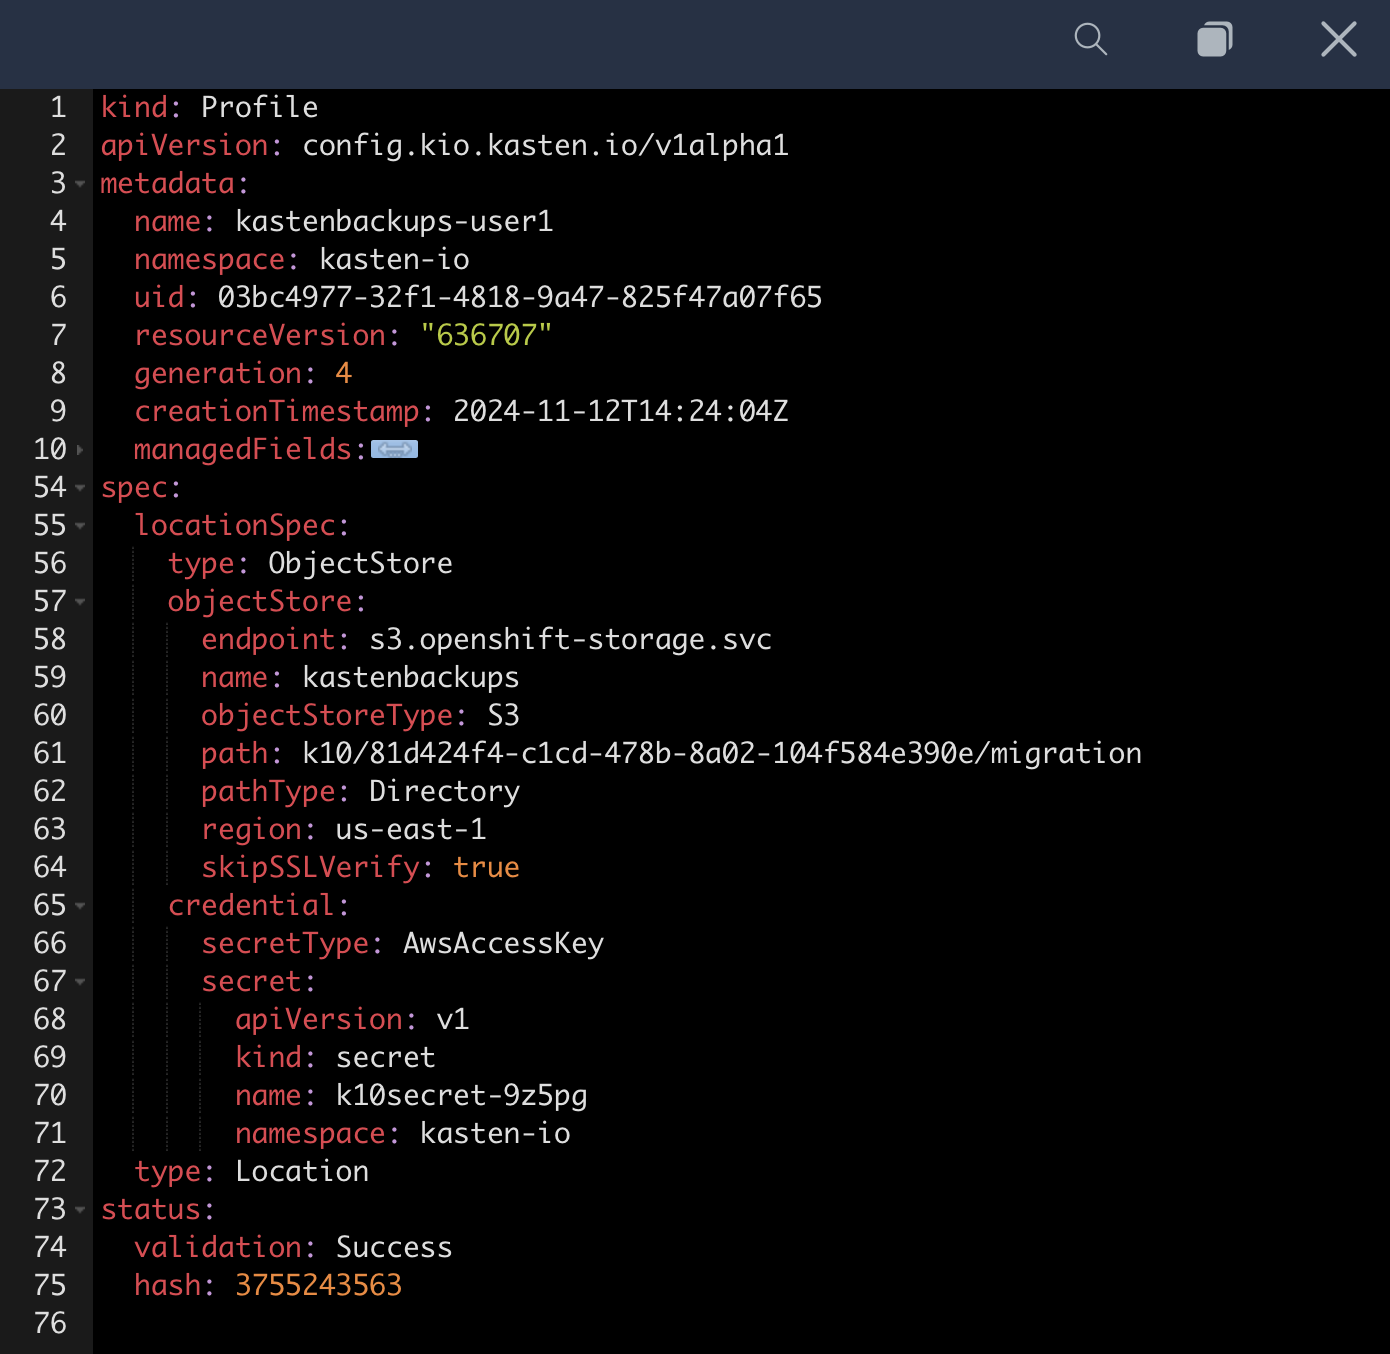 1 kind: Profile
2 apiVersion: config.kio.kasten.io/v1alpha1
3 metadata:
4   name: kastenbackups-user1
5   namespace: kasten-io
6   uid: 03bc4977-32f1-4818-9a47-825f47a07f65
7   resourceVersion: "636707"
8   generation: 4
9   creationTimestamp: 2024-11-12T14:24:04Z
10   managedFields:
54 spec:
55   locationSpec:
56     type: ObjectStore
57     objectStore:
58       endpoint: s3.openshift-storage.svc
59       name: kastenbackups
60       objectStoreType: S3
61       path: k10/81d424f4-c1cd-478b-8a02-104f584e390e/migration
62       pathType: Directory
63       region: us-east-1
64       skipSSLVerify: true
65     credential:
66       secretType: AwsAccessKey
67       secret:
68         apiVersion: v1
69         kind: secret
70         name: k10secret-9z5pg
71         namespace: kasten-io
72   type: Location
73 status:
74   validation: Success
75   hash: 3755243563
76